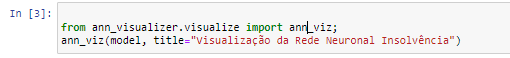 In [3]:
from ann_visualizer.visualize import ann_viz;
ann_viz(model, title="Visualização da Rede Neuronal Insolvência")